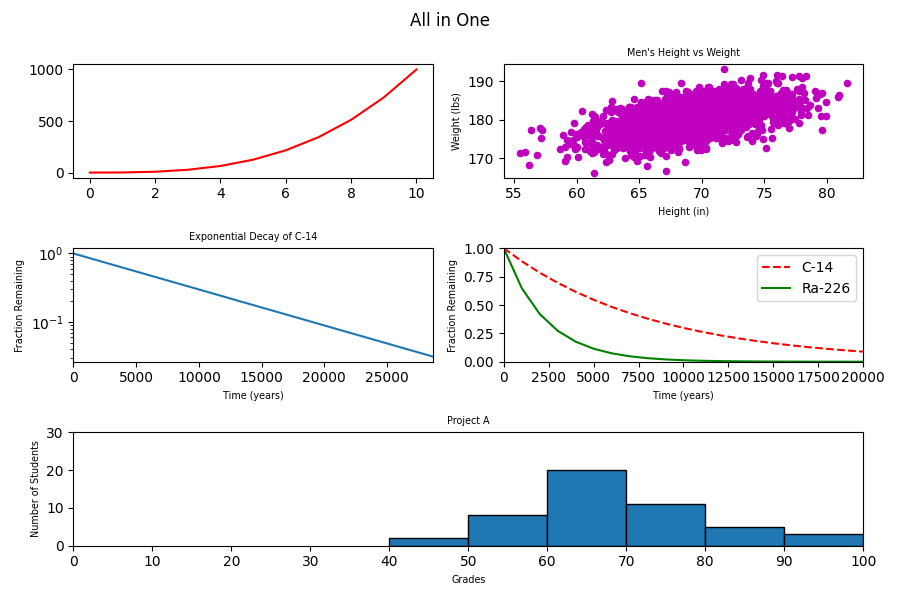 All in One
1000
500
0
0 2 4 6 8 10
Men's Height vs Weight
Weight (lbs)
190
180
170
55 60 65 70 75 80
Height (in)
Exponential Decay of C-14
Fraction Remaining
10⁰
10⁻¹
0 5000 10000 15000 20000 25000
Time (years)
Fraction Remaining
1.00
0.75
0.50
0.25
0.00
C-14
Ra-226
0 2500 5000 7500 10000 12500 15000 17500 20000
Time (years)
Project A
Number of Students
30
20
10
0
0 10 20 30 40 50 60 70 80 90 100
Grades